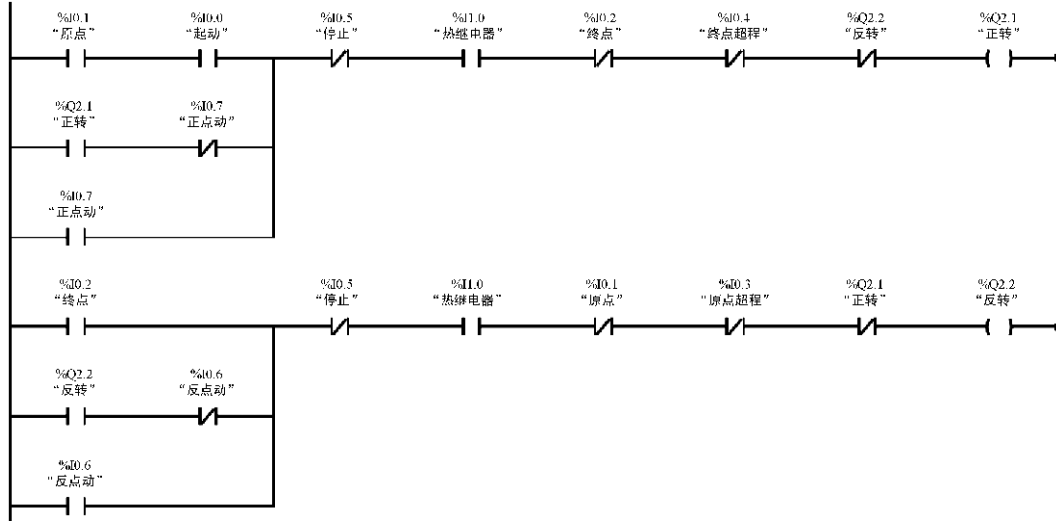 %I0.1 %I0.0 %I0.5 %I1.0 %I0.2 %I0.4 %Q2.2 %Q2.1
“原点” “起动” “停止” “热继电器” “终点” “终点超程” “反转” “正转”
%Q2.1 %I0.7
“正转” “正点动”
%I0.7
“正点动”
%I0.2 %I0.5 %I1.0 %I0.1 %I0.3 %Q2.1 %Q2.2
“终点” “停止” “热继电器” “原点” “原点超程” “正转” “反转”
%Q2.2 %I0.6
“反转” “反点动”
%I0.6
“反点动”